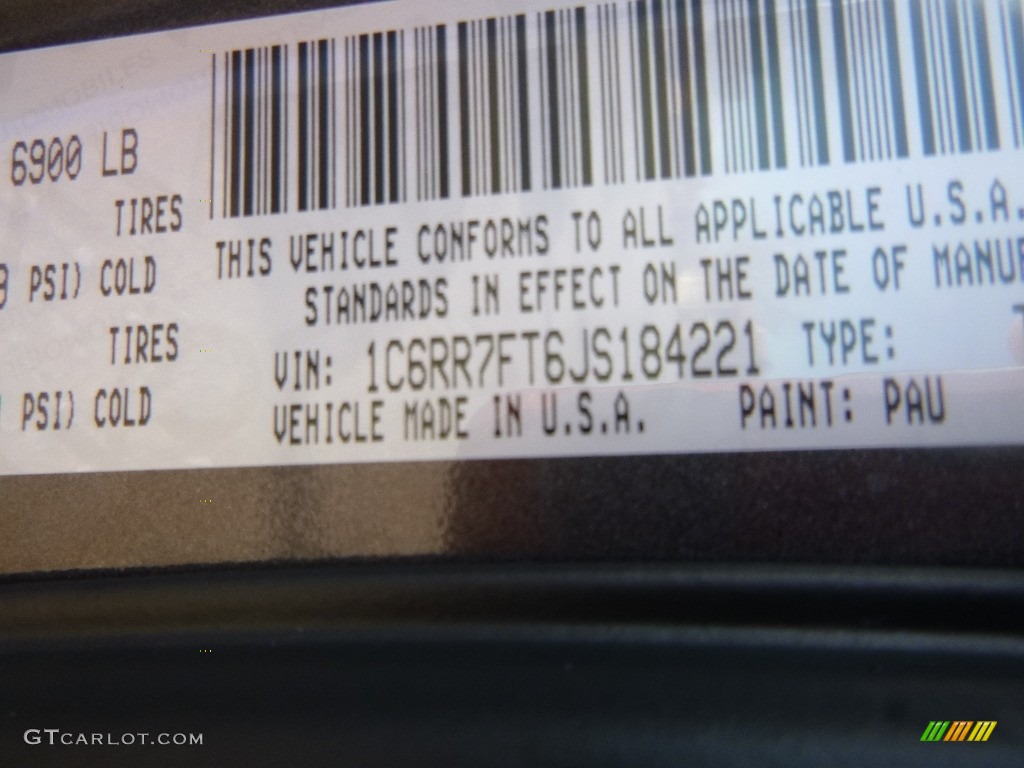 6900 LB
TIRES
PSI) COLD
TIRES
PSI) COLD
THIS VEHICLE CONFORMS TO ALL APPLICABLE U.S.A.
STANDARDS IN EFFECT ON THE DATE OF MANUF
VIN: 1C6RR7FT6JS184221 TYPE:
VEHICLE MADE IN U.S.A. PAINT: PAU
GTCARLOT.COM